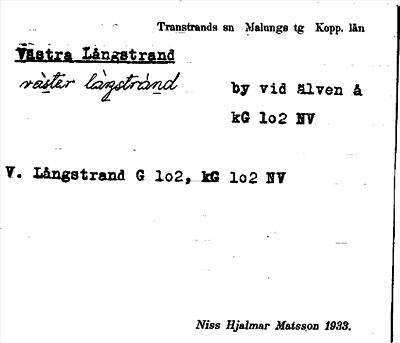 Transtrands sn Malungs tg Kopp. län
Västra Långstrand
väster långstrànd
by vid älven å
kG 1o2 NV
V. Långstrand G 1o2, kG 1o2 NV
Niss Hjalmar Matsson 1933.